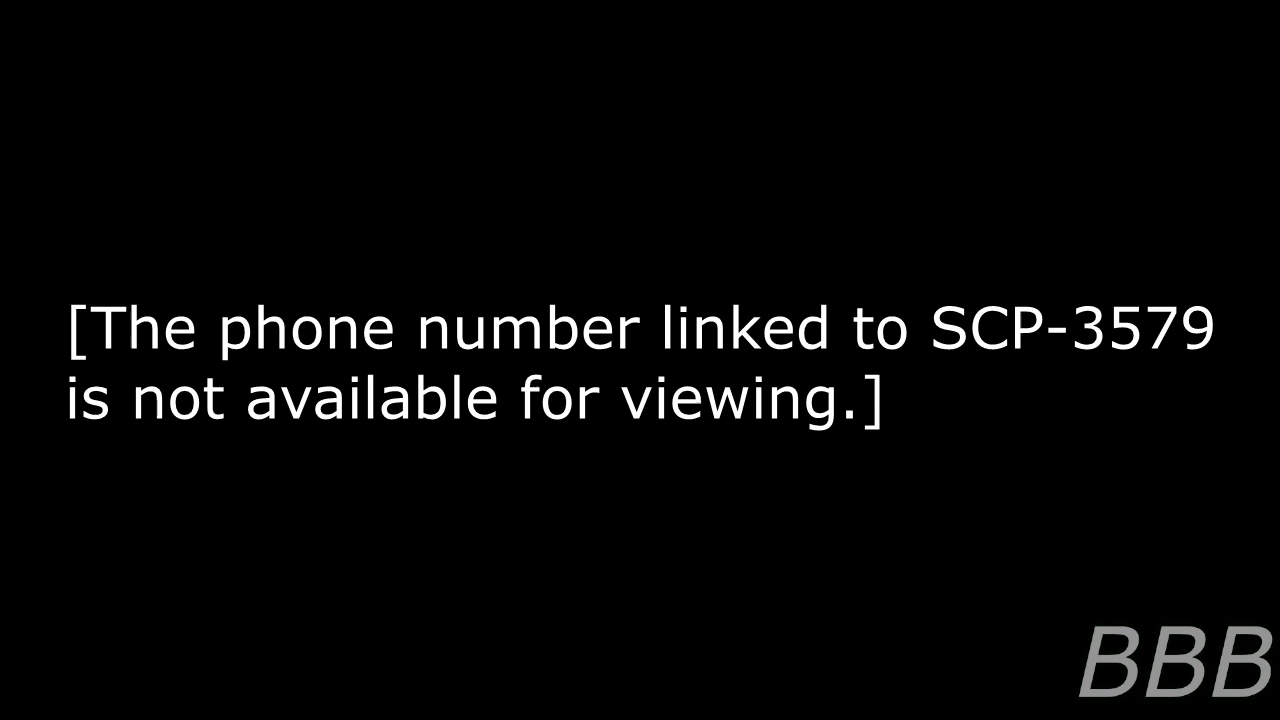 [The phone number linked to SCP-3579
is not available for viewing.]
BBB